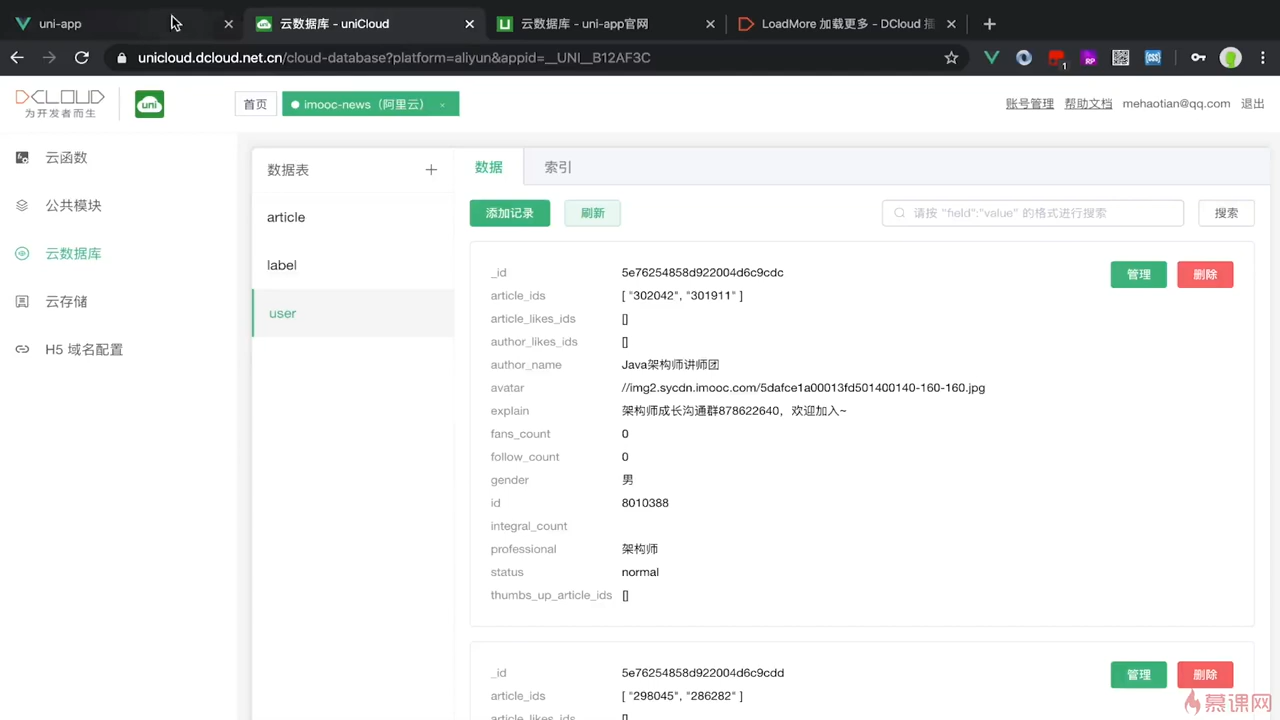 uni-app
云数据库 - uniCloud
云数据库 - uni-app官网
LoadMore 加载更多 - DCloud 插
unicloud.dcloud.net.cn/cloud-database?platform=aliyun&appid=__UNI__B12AF3C
1
RP
DCLOUD
为开发者而生
uni
首页
imooc-news（阿里云）
账号管理
帮助文档
mehaotian@qq.com
退出
云函数
公共模块
云数据库
云存储
H5 域名配置
数据表
article
label
user
数据
索引
添加记录
刷新
请按 "field":"value" 的格式进行搜索
搜索
_id 5e76254858d922004d6c9cdc
管理
删除
article_ids [ "302042", "301911" ]
article_likes_ids []
author_likes_ids []
author_name Java架构师讲师团
avatar //img2.sycdn.imooc.com/5dafce1a00013fd501400140-160-160.jpg
explain 架构师成长沟通群878622640，欢迎加入~
fans_count 0
follow_count 0
gender 男
id 8010388
integral_count
professional 架构师
status normal
thumbs_up_article_ids []
_id 5e76254858d922004d6c9cdd
管理
删除
article_ids [ "298045", "286282" ]
article_likes_ids []
慕课网